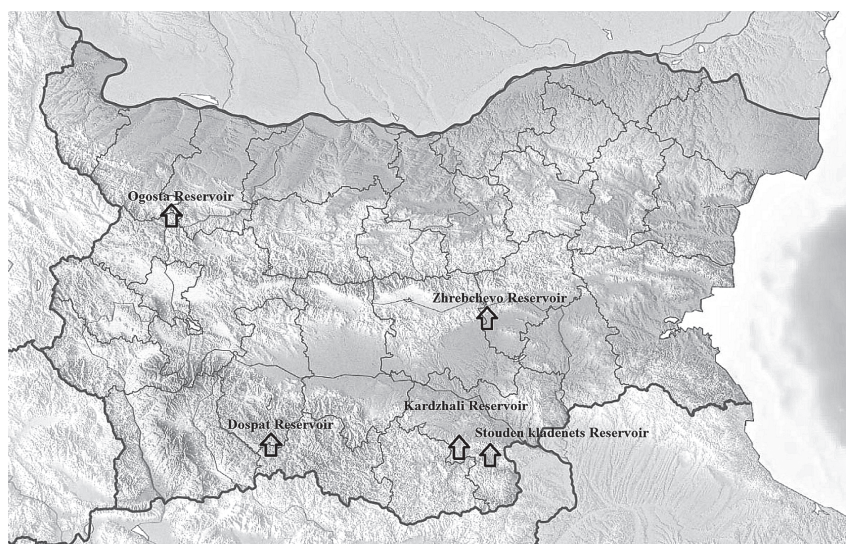 Ogosta Reservoir
Zhrebchevo Reservoir
Kardzhali Reservoir
Dospat Reservoir
Stouden kladenets Reservoir